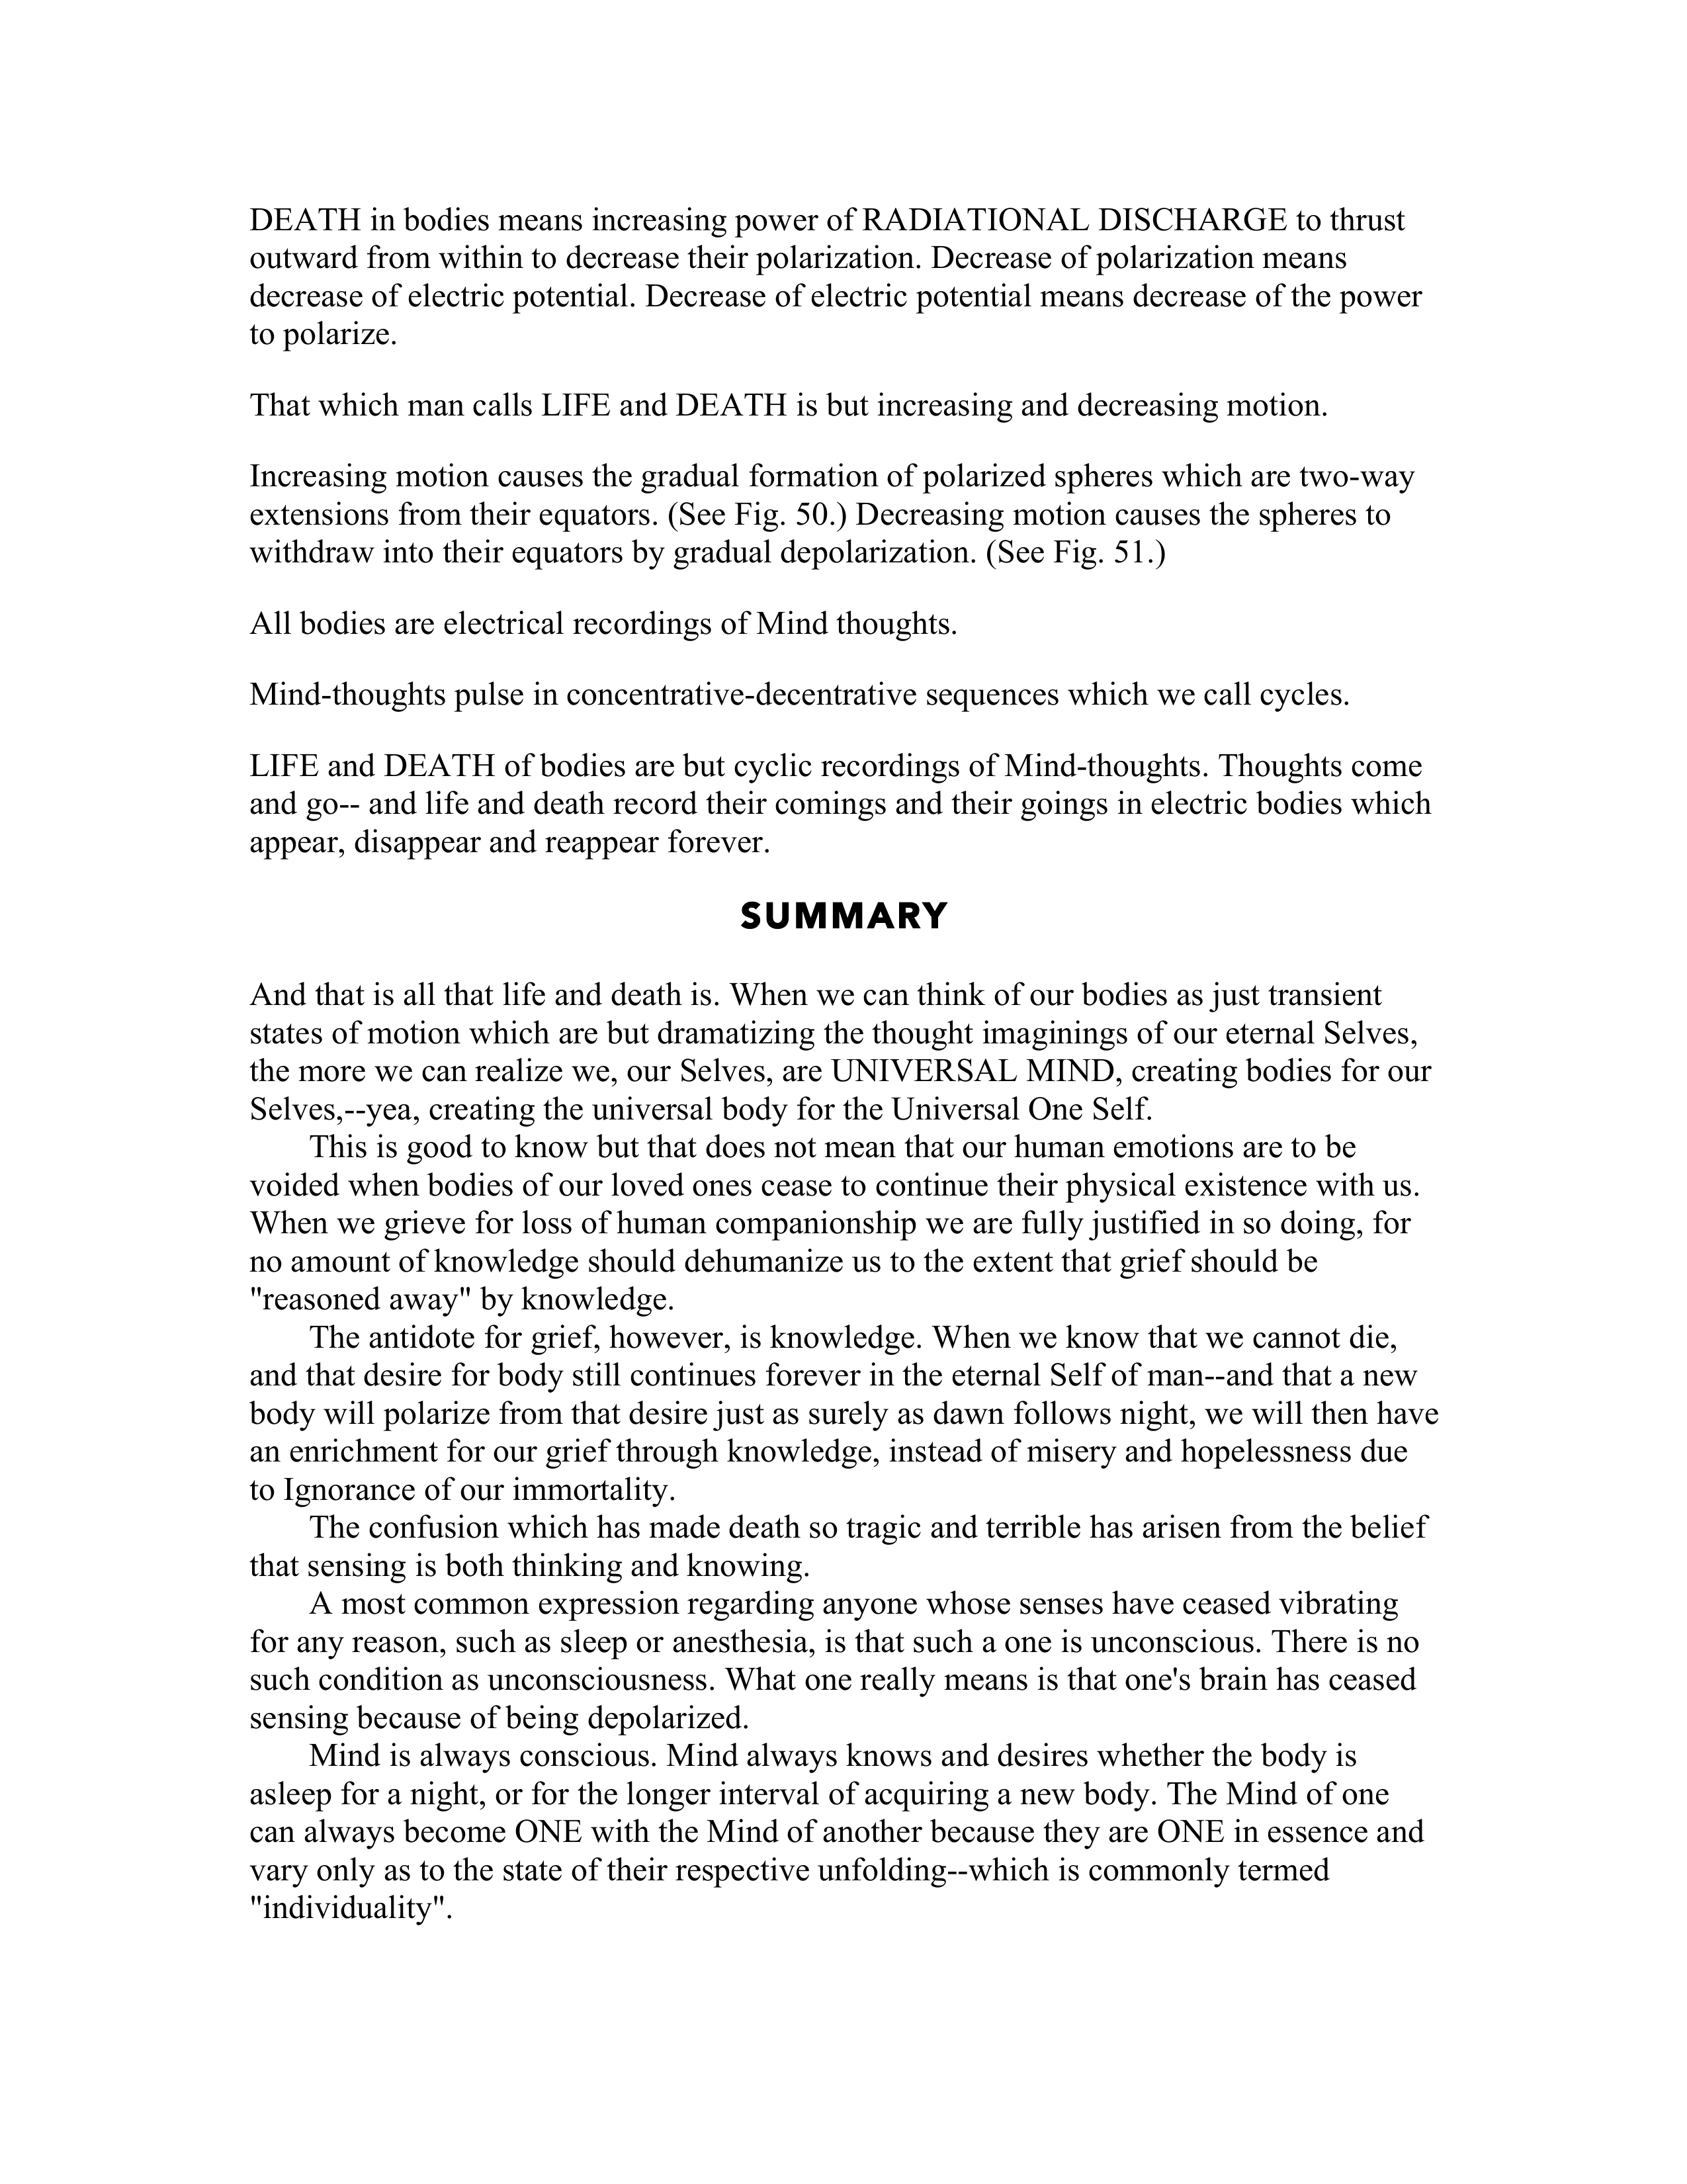 DEATH in bodies means increasing power of RADIATIONAL DISCHARGE to thrust
outward from within to decrease their polarization. Decrease of polarization means
decrease of electric potential. Decrease of electric potential means decrease of the power
to polarize.
That which man calls LIFE and DEATH is but increasing and decreasing motion.
Increasing motion causes the gradual formation of polarized spheres which are two-way
extensions from their equators. (See Fig. 50.) Decreasing motion causes the spheres to
withdraw into their equators by gradual depolarization. (See Fig. 51.)
All bodies are electrical recordings of Mind thoughts.
Mind-thoughts pulse in concentrative-decentrative sequences which we call cycles.
LIFE and DEATH of bodies are but cyclic recordings of Mind-thoughts. Thoughts come
and go-- and life and death record their comings and their goings in electric bodies which
appear, disappear and reappear forever.
SUMMARY
And that is all that life and death is. When we can think of our bodies as just transient
states of motion which are but dramatizing the thought imaginings of our eternal Selves,
the more we can realize we, our Selves, are UNIVERSAL MIND, creating bodies for our
Selves,--yea, creating the universal body for the Universal One Self.
This is good to know but that does not mean that our human emotions are to be
voided when bodies of our loved ones cease to continue their physical existence with us.
When we grieve for loss of human companionship we are fully justified in so doing, for
no amount of knowledge should dehumanize us to the extent that grief should be
"reasoned away" by knowledge.
The antidote for grief, however, is knowledge. When we know that we cannot die,
and that desire for body still continues forever in the eternal Self of man--and that a new
body will polarize from that desire just as surely as dawn follows night, we will then have
an enrichment for our grief through knowledge, instead of misery and hopelessness due
to Ignorance of our immortality.
The confusion which has made death so tragic and terrible has arisen from the belief
that sensing is both thinking and knowing.
A most common expression regarding anyone whose senses have ceased vibrating
for any reason, such as sleep or anesthesia, is that such a one is unconscious. There is no
such condition as unconsciousness. What one really means is that one's brain has ceased
sensing because of being depolarized.
Mind is always conscious. Mind always knows and desires whether the body is
asleep for a night, or for the longer interval of acquiring a new body. The Mind of one
can always become ONE with the Mind of another because they are ONE in essence and
vary only as to the state of their respective unfolding--which is commonly termed
"individuality".